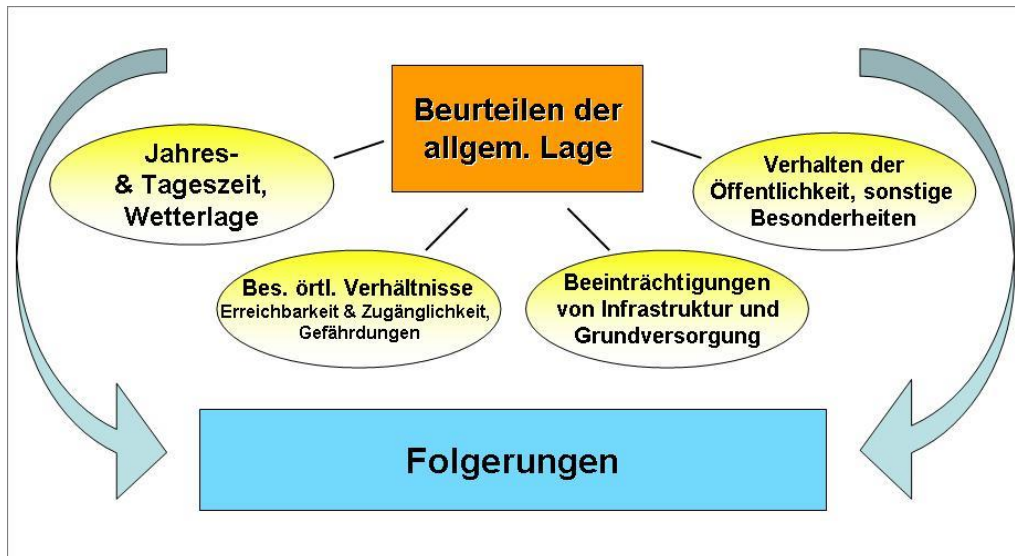 Beurteilen der
allgem. Lage
Jahres-
& Tageszeit,
Wetterlage
Verhalten der
Öffentlichkeit, sonstige
Besonderheiten
Bes. örtl. Verhältnisse
Erreichbarkeit & Zugänglichkeit,
Gefährdungen
Beeinträchtigungen
von Infrastruktur und
Grundversorgung
Folgerungen